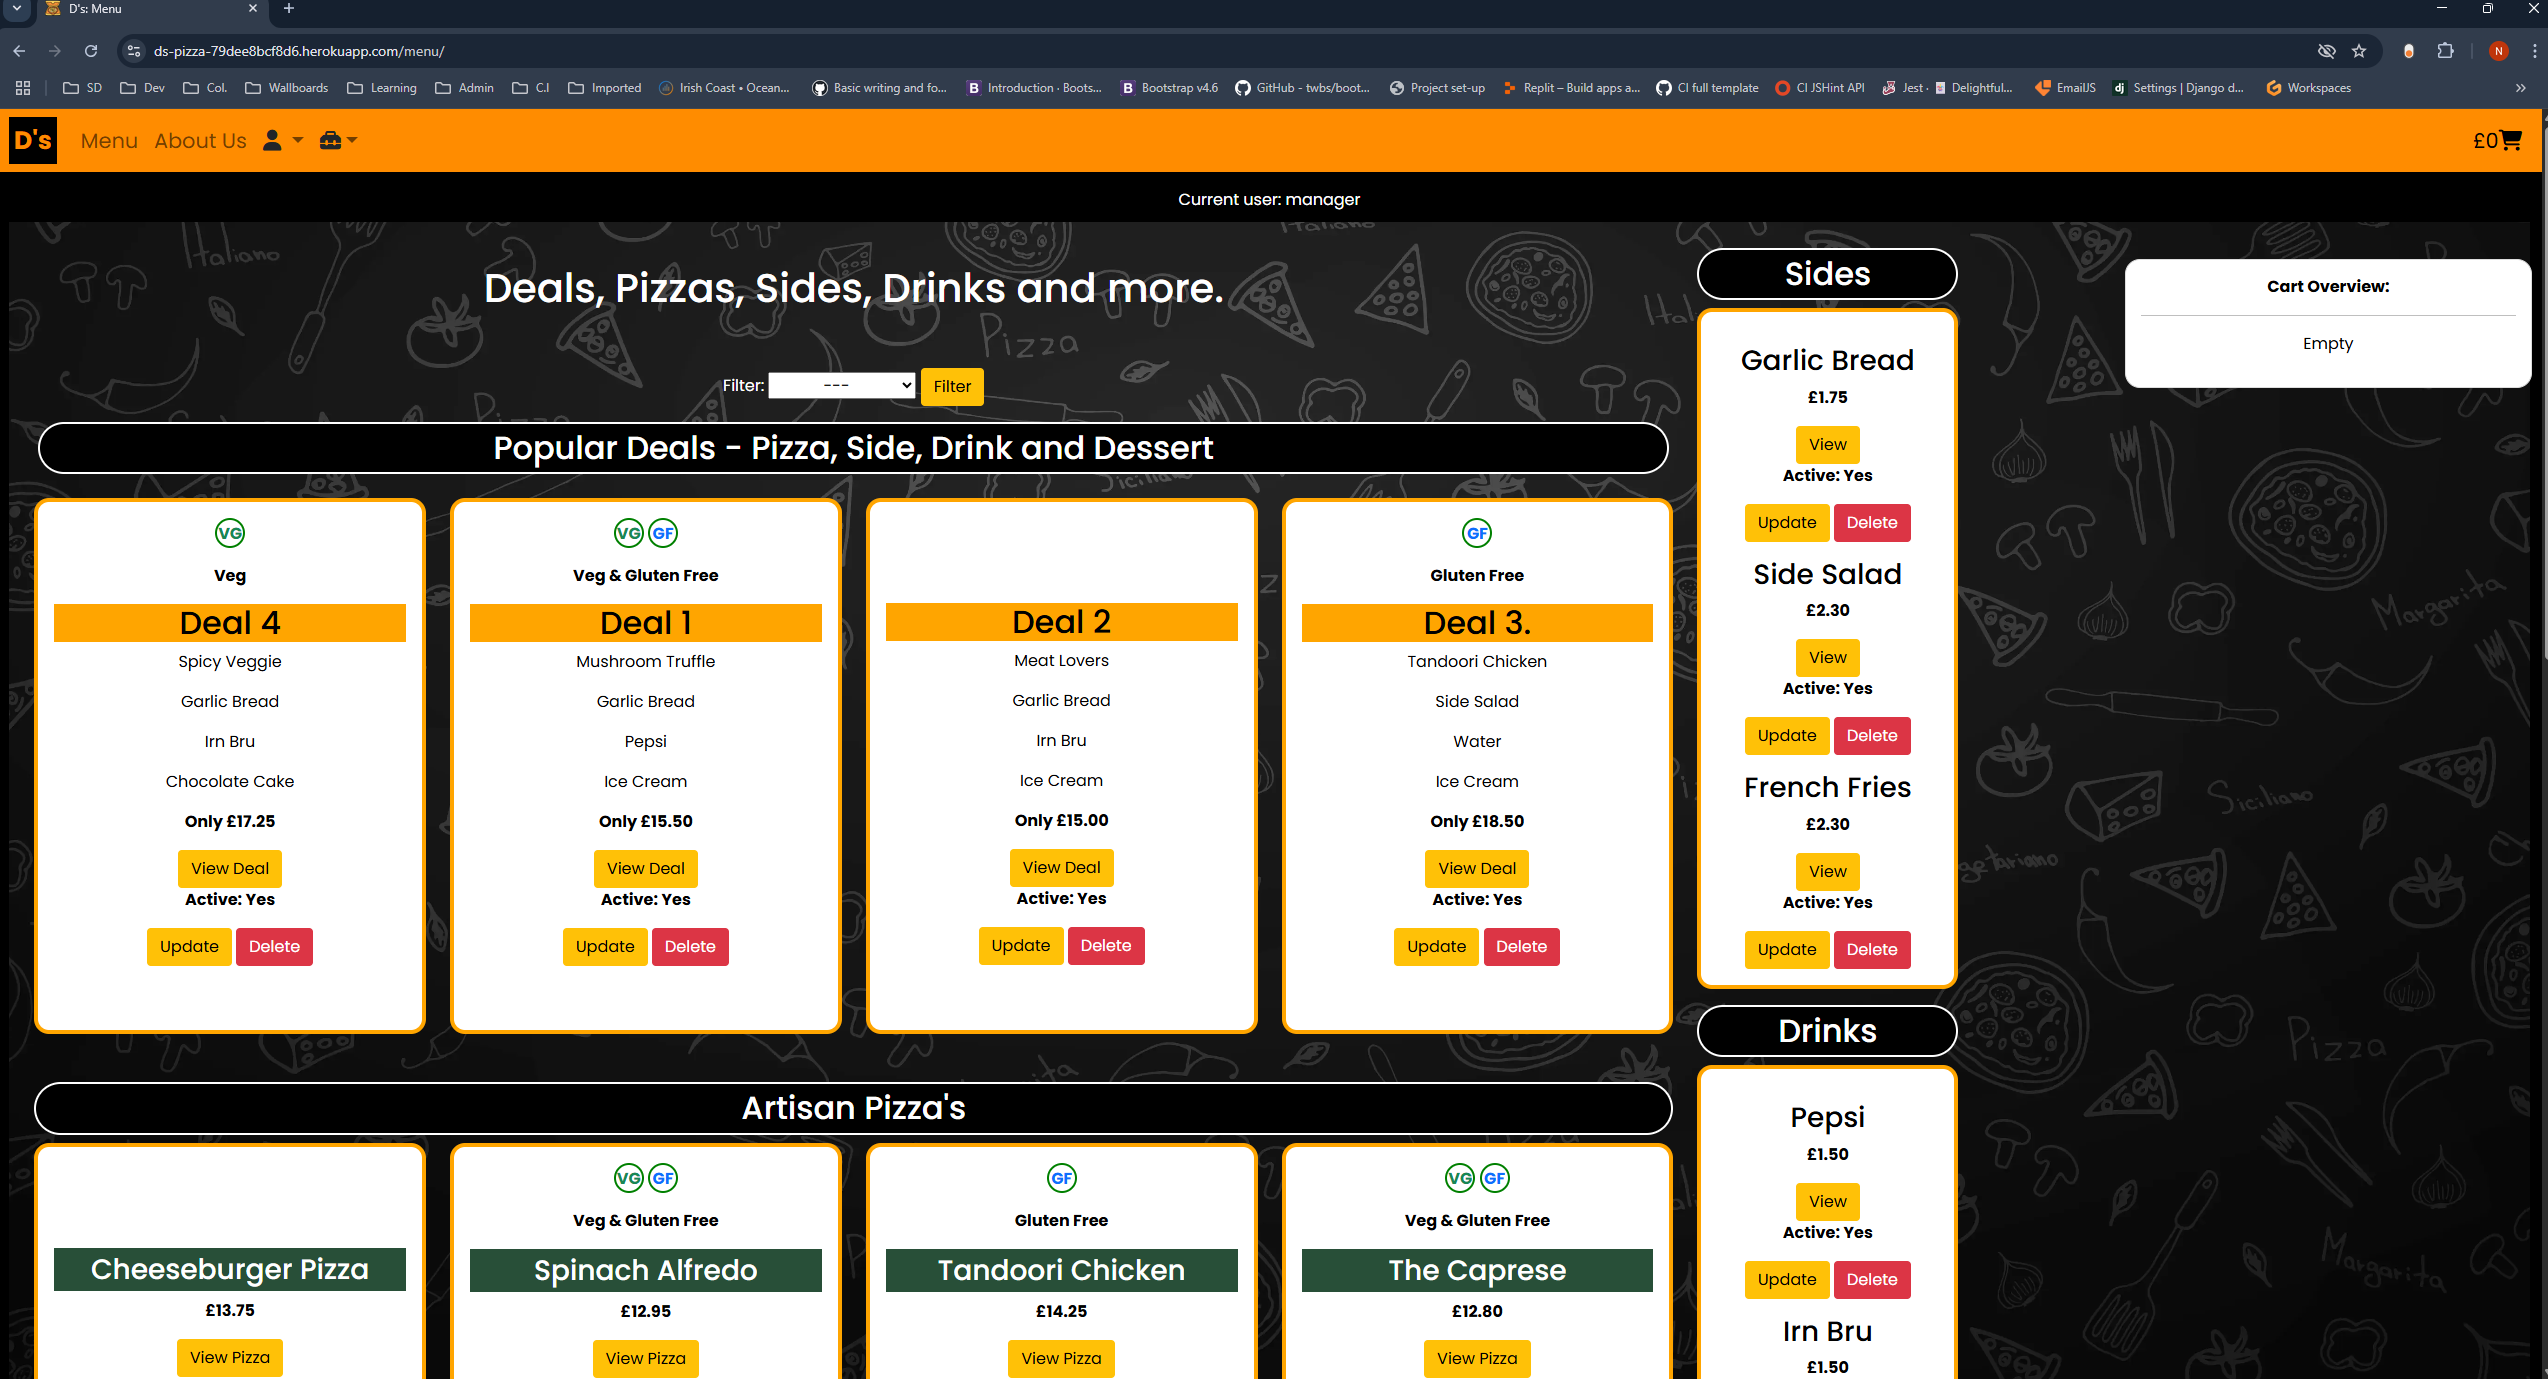 D's: Menu
ds-pizza-79dee8bcf8d6.herokuapp.com/menu/
N
SD
Dev
Col.
Wallboards
Learning
Admin
C.I
Imported
Irish Coast • Ocean...
Basic writing and fo...
B Introduction · Boots...
B Bootstrap v4.6
GitHub - twbs/boot...
Project set-up
Replit – Build apps a...
CI full template
CI JSHint API
Jest · Delightful...
EmailJS
dj Settings | Django d...
Workspaces
»
D's
Menu
About Us
£0
Current user: manager
Deals, Pizzas, Sides, Drinks and more.
Filter: --- Filter
Popular Deals - Pizza, Side, Drink and Dessert
VG
Veg
Deal 4
Spicy Veggie
Garlic Bread
Irn Bru
Chocolate Cake
Only £17.25
View Deal
Active: Yes
Update Delete
VG GF
Veg & Gluten Free
Deal 1
Mushroom Truffle
Garlic Bread
Pepsi
Ice Cream
Only £15.50
View Deal
Active: Yes
Update Delete
Deal 2
Meat Lovers
Garlic Bread
Irn Bru
Ice Cream
Only £15.00
View Deal
Active: Yes
Update Delete
GF
Gluten Free
Deal 3.
Tandoori Chicken
Side Salad
Water
Ice Cream
Only £18.50
View Deal
Active: Yes
Update Delete
Artisan Pizza's
Cheeseburger Pizza
£13.75
View Pizza
VG GF
Veg & Gluten Free
Spinach Alfredo
£12.95
View Pizza
GF
Gluten Free
Tandoori Chicken
£14.25
View Pizza
VG GF
Veg & Gluten Free
The Caprese
£12.80
View Pizza
Sides
Garlic Bread
£1.75
View
Active: Yes
Update Delete
Side Salad
£2.30
View
Active: Yes
Update Delete
French Fries
£2.30
View
Active: Yes
Update Delete
Drinks
Pepsi
£1.50
View
Active: Yes
Update Delete
Irn Bru
£1.50
Cart Overview:
Empty
Italiano
Italiano
Pizza
Margarita
Siciliano
Pizza
Margarita